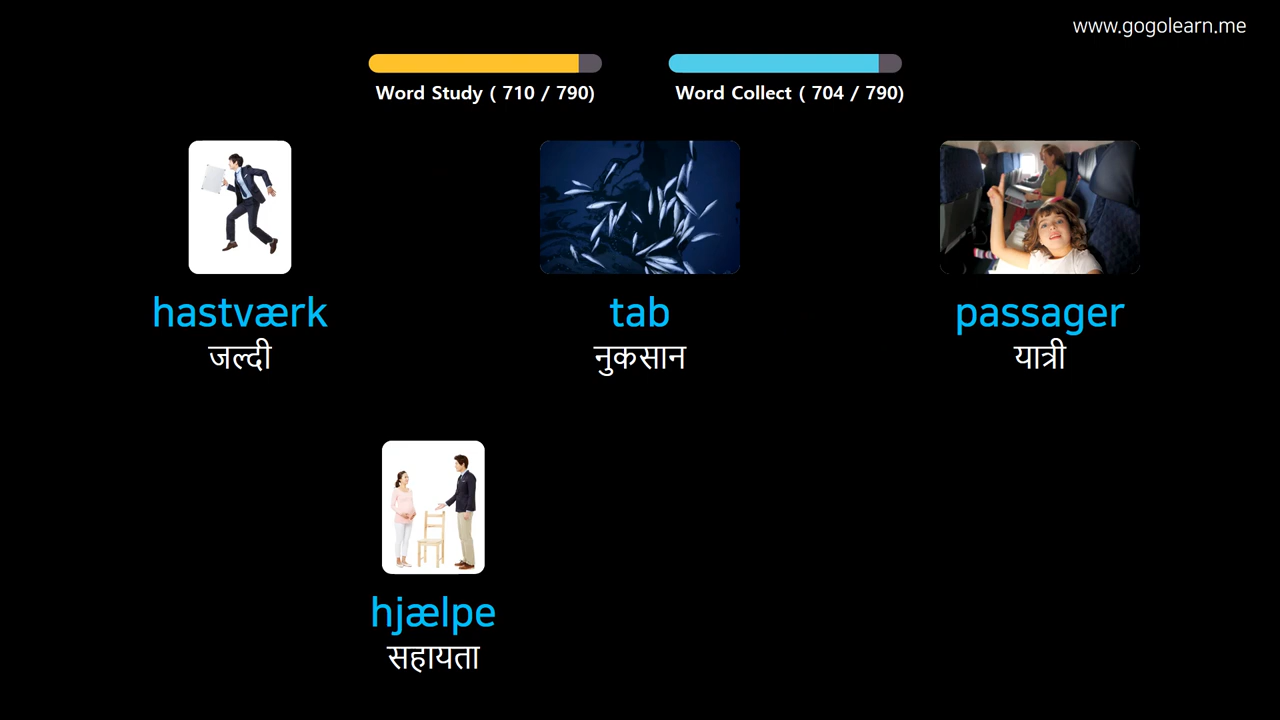 www.gogolearn.me
Word Study ( 710 / 790)
Word Collect ( 704 / 790)
hastværk
जल्दी
tab
नुकसान
passager
यात्री
hjælpe
सहायता